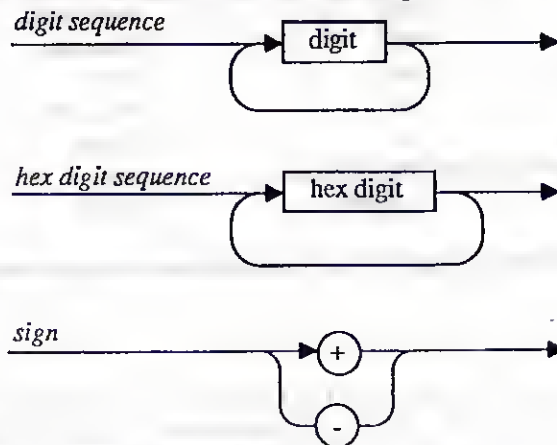 digit sequence
digit
hex digit sequence
hex digit
sign
+
-